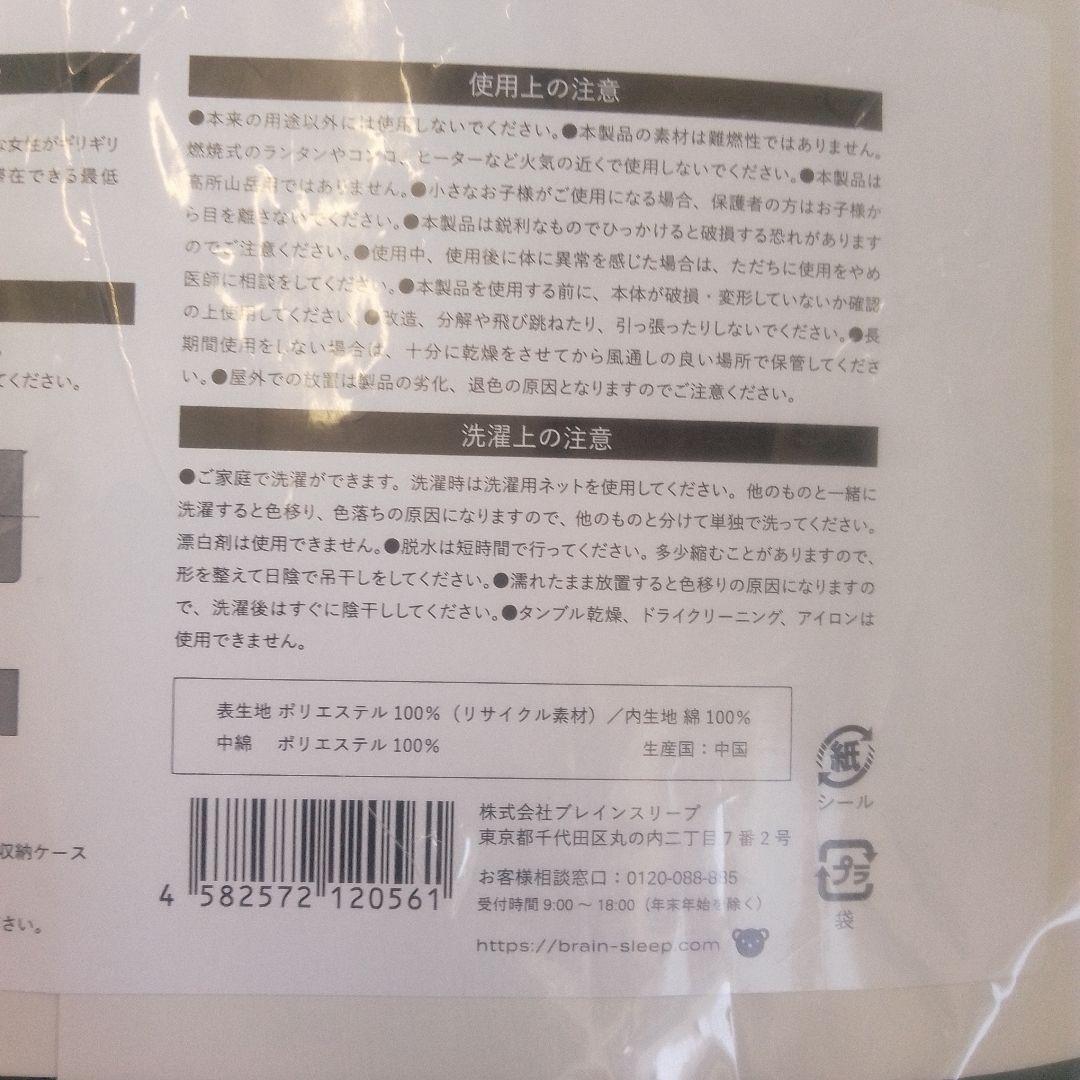 な女性がギリギリ
滞在できる最低
てください。
収納ケース
さい。
使用上の注意
●本来の用途以外には使用しないでください。●本製品の素材は難燃性ではありません。
燃焼式のランタンやコンロ、ヒーターなど火気の近くで使用しないでください。●本製品は
高所山岳用ではありません。●小さなお子様がご使用になる場合、保護者の方はお子様か
ら目を離さないでください。●本製品は鋭利なものでひっかけると破損する恐れがあります
のでご注意ください。●使用中、使用後に体に異常を感じた場合は、ただちに使用をやめ
医師に相談をしてください。●本製品を使用する前に、本体が破損・変形していないか確認
の上使用してください。●改造、分解や飛び跳ねたり、引っ張ったりしないでください。●長
期間使用をしない場合は、十分に乾燥をさせてから風通しの良い場所で保管してくださ
い。●屋外での放置は製品の劣化、退色の原因となりますのでご注意ください。
洗濯上の注意
●ご家庭で洗濯ができます。洗濯時は洗濯用ネットを使用してください。他のものと一緒に
洗濯すると色移り、色落ちの原因になりますので、他のものと分けて単独で洗ってください。
漂白剤は使用できません。●脱水は短時間で行ってください。多少縮むことがありますので、
形を整えて日陰で吊干しをしてください。●濡れたまま放置すると色移りの原因になりますの
で、洗濯後はすぐに陰干ししてください。●タンブル乾燥、ドライクリーニング、アイロンは
使用できません。
表生地 ポリエステル 100%（リサイクル素材）／内生地 綿 100%
中綿 ポリエステル 100% 生産国：中国
紙
シール
プラ
袋
4 582572 120561
株式会社ブレインスリープ
東京都千代田区丸の内二丁目7番2号
お客様相談窓口：0120-088-885
受付時間 9:00 ～ 18:00（年末年始を除く）
https://brain-sleep.com